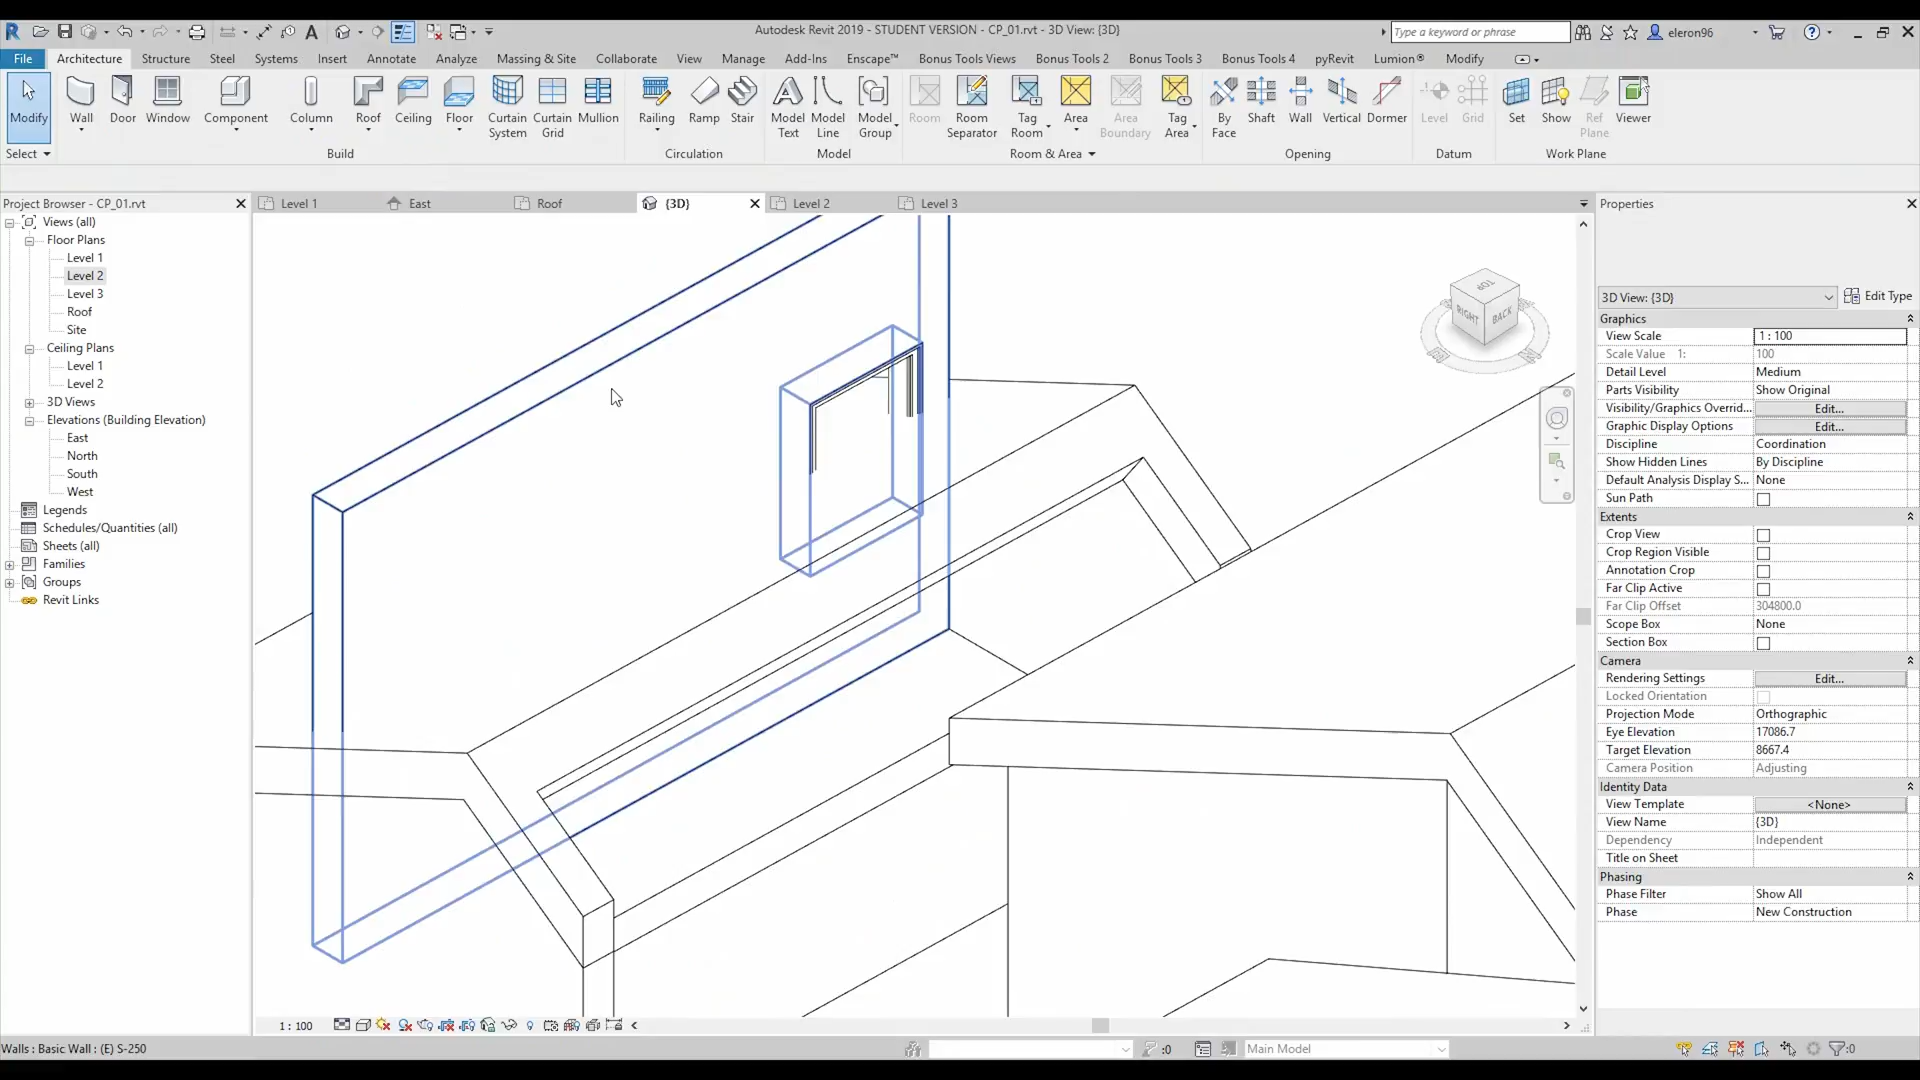 Autodesk Revit 2019 - STUDENT VERSION - CP_01.rvt - 3D View: {3D}
Type a keyword or phrase
eleron96
File Architecture Structure Steel Systems Insert Annotate Analyze Massing & Site Collaborate View Manage Add-Ins Enscape™ Bonus Tools Views Bonus Tools 2 Bonus Tools 3 Bonus Tools 4 pyRevit Lumion® Modify
Modify Wall Door Window Component Column Roof Ceiling Floor Curtain System Curtain Grid Mullion Railing Ramp Stair Model Text Model Line Model Group Room Room Separator Tag Room Area Area Boundary Tag Area By Face Shaft Wall Vertical Dormer Level Grid Set Show Ref Plane Viewer
Select Build Circulation Model Room & Area Opening Datum Work Plane
Project Browser - CP_01.rvt
Views (all)
Floor Plans
Level 1
Level 2
Level 3
Roof
Site
Ceiling Plans
Level 1
Level 2
3D Views
Elevations (Building Elevation)
East
North
South
West
Legends
Schedules/Quantities (all)
Sheets (all)
Families
Groups
Revit Links
Level 1 East Roof {3D} Level 2 Level 3
TOP
RIGHT BACK
1 : 100
Properties
3D View: {3D} Edit Type
Graphics
View Scale 1 : 100
Scale Value 1: 100
Detail Level Medium
Parts Visibility Show Original
Visibility/Graphics Overrid... Edit...
Graphic Display Options Edit...
Discipline Coordination
Show Hidden Lines By Discipline
Default Analysis Display S... None
Sun Path
Extents
Crop View
Crop Region Visible
Annotation Crop
Far Clip Active
Far Clip Offset 304800.0
Scope Box None
Section Box
Camera
Rendering Settings Edit...
Locked Orientation
Projection Mode Orthographic
Eye Elevation 17086.7
Target Elevation 8667.4
Camera Position Adjusting
Identity Data
View Template <None>
View Name {3D}
Dependency Independent
Title on Sheet
Phasing
Phase Filter Show All
Phase New Construction
Walls : Basic Wall : (E) S-250
:0
Main Model
:0